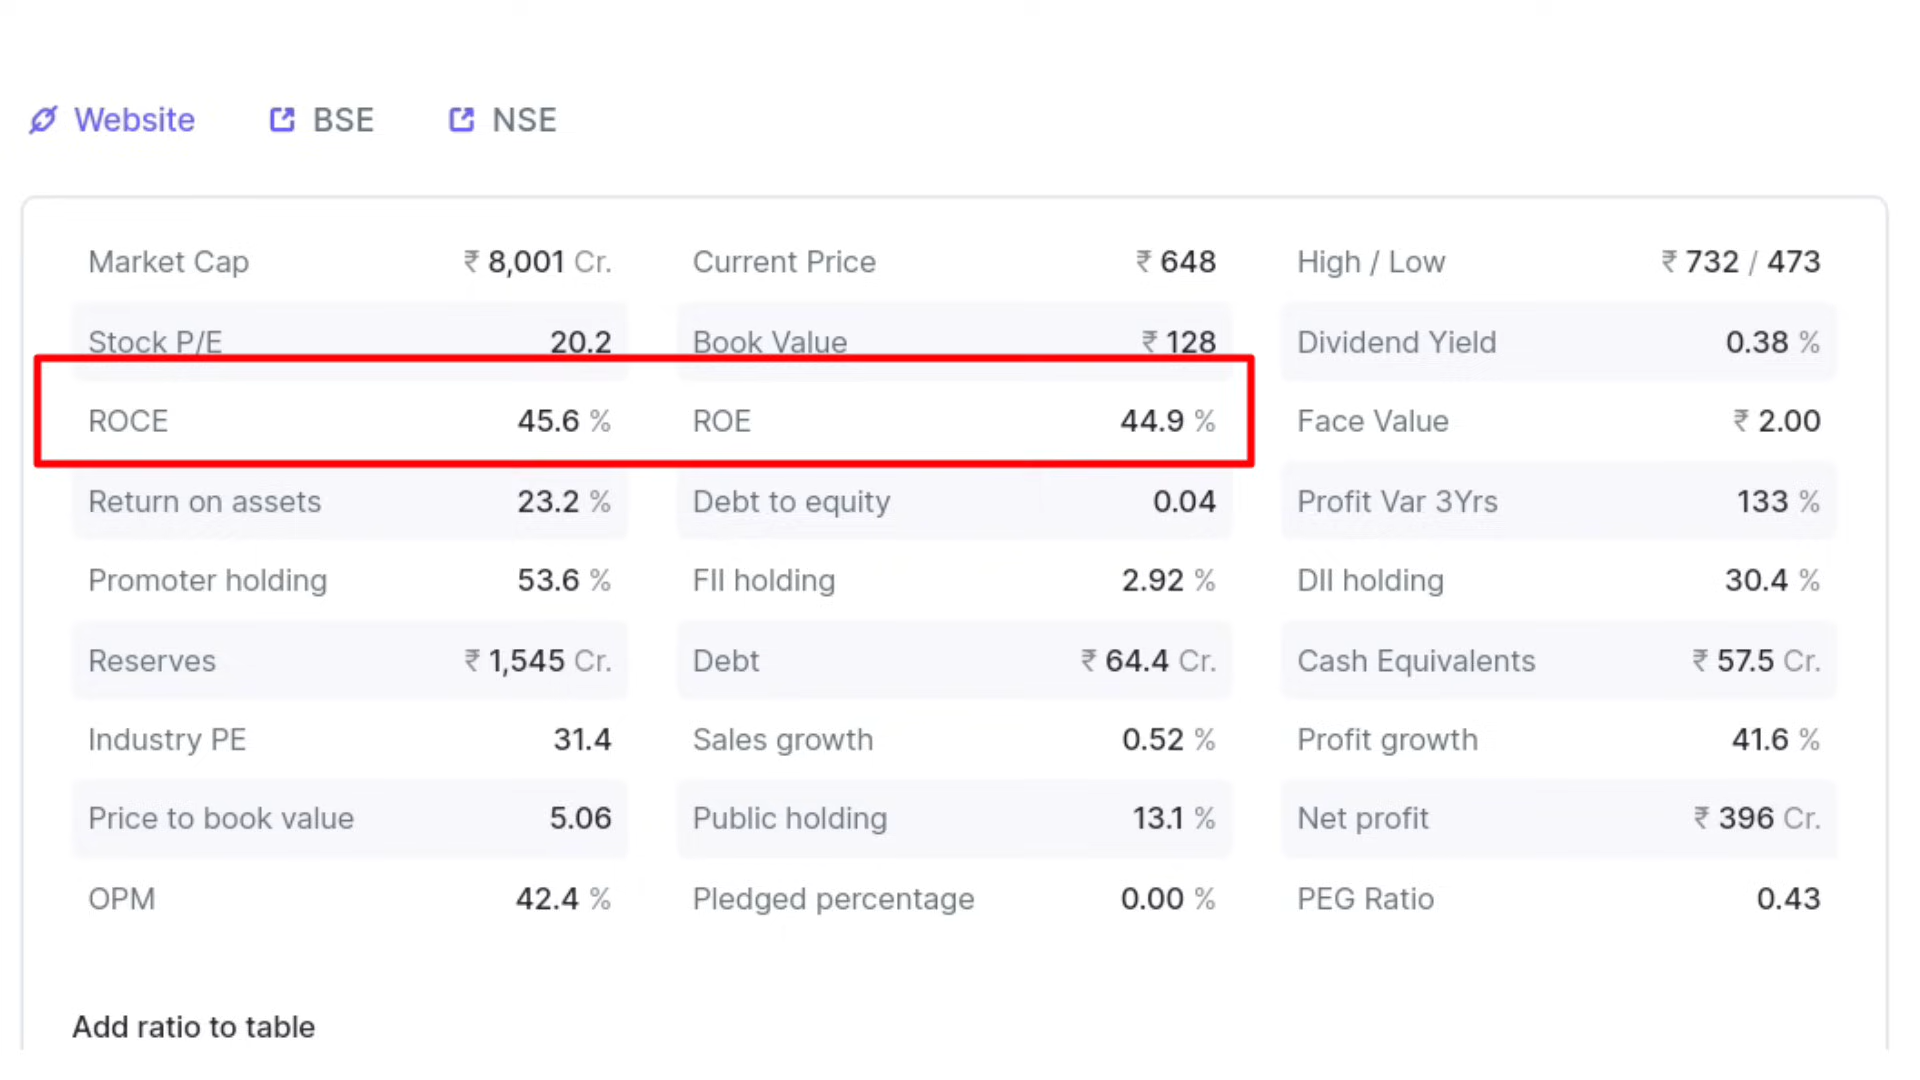 Website BSE NSE
Market Cap ₹ 8,001 Cr. Current Price ₹ 648 High / Low ₹ 732 / 473
Stock P/E 20.2 Book Value ₹ 128 Dividend Yield 0.38 %
ROCE 45.6 % ROE 44.9 % Face Value ₹ 2.00
Return on assets 23.2 % Debt to equity 0.04 Profit Var 3Yrs 133 %
Promoter holding 53.6 % FII holding 2.92 % DII holding 30.4 %
Reserves ₹ 1,545 Cr. Debt ₹ 64.4 Cr. Cash Equivalents ₹ 57.5 Cr.
Industry PE 31.4 Sales growth 0.52 % Profit growth 41.6 %
Price to book value 5.06 Public holding 13.1 % Net profit ₹ 396 Cr.
OPM 42.4 % Pledged percentage 0.00 % PEG Ratio 0.43
Add ratio to table